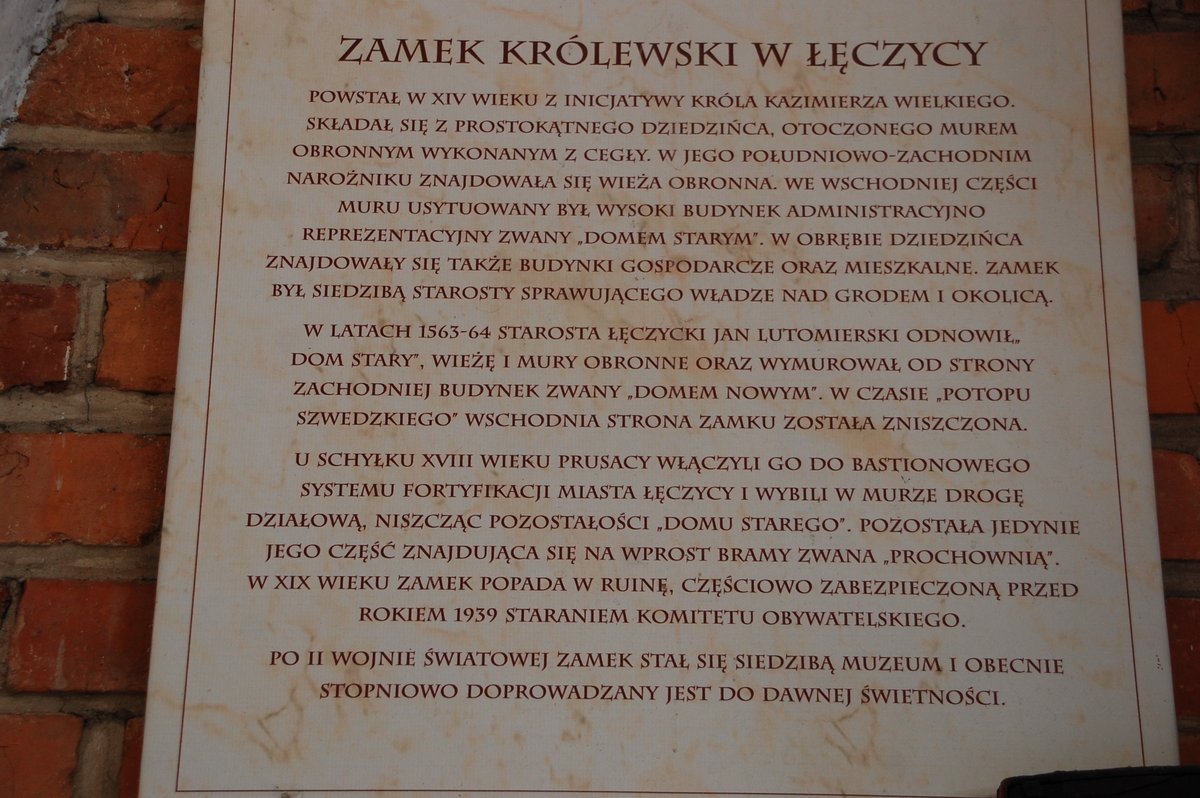 ZAMEK KRÓLEWSKI W ŁĘCZYCY
POWSTAŁ W XIV WIEKU Z INICJATYWY KRÓLA KAZIMIERZA WIELKIEGO.
SKŁADAŁ SIĘ Z PROSTOKĄTNEGO DZIEDZIŃCA, OTOCZONEGO MUREM
OBRONNYM WYKONANYM Z CEGŁY. W JEGO POŁUDNIOWO-ZACHODNIM
NAROŻNIKU ZNAJDOWAŁA SIĘ WIEŻA OBRONNA. WE WSCHODNIEJ CZĘŚCI
MURU USYTUOWANY BYŁ WYSOKI BUDYNEK ADMINISTRACYJNO
REPREZENTACYJNY ZWANY „DOMEM STARYM”. W OBRĘBIE DZIEDZIŃCA
ZNAJDOWAŁY SIĘ TAKŻE BUDYNKI GOSPODARCZE ORAZ MIESZKALNE. ZAMEK
BYŁ SIEDZIBĄ STAROSTY SPRAWUJĄCEGO WŁADZE NAD GRODEM I OKOLICĄ.
W LATACH 1563-64 STAROSTA ŁĘCZYCKI JAN LUTOMIERSKI ODNOWIŁ„
DOM STARY”, WIEŻĘ I MURY OBRONNE ORAZ WYMUROWAŁ OD STRONY
ZACHODNIEJ BUDYNEK ZWANY „DOMEM NOWYM”. W CZASIE „POTOPU
SZWEDZKIEGO” WSCHODNIA STRONA ZAMKU ZOSTAŁA ZNISZCZONA.
U SCHYŁKU XVIII WIEKU PRUSACY WŁĄCZYLI GO DO BASTIONOWEGO
SYSTEMU FORTYFIKACJI MIASTA ŁĘCZYCY I WYBILI W MURZE DROGĘ
DZIAŁOWĄ, NISZCZĄC POZOSTAŁOŚCI „DOMU STAREGO”. POZOSTAŁA JEDYNIE
JEGO CZĘŚĆ ZNAJDUJĄCA SIĘ NA WPROST BRAMY ZWANA „PROCHOWNIĄ”.
W XIX WIEKU ZAMEK POPADA W RUINĘ, CZĘŚCIOWO ZABEZPIECZONĄ PRZED
ROKIEM 1939 STARANIEM KOMITETU OBYWATELSKIEGO.
PO II WOJNIE ŚWIATOWEJ ZAMEK STAŁ SIĘ SIEDZIBĄ MUZEUM I OBECNIE
STOPNIOWO DOPROWADZANY JEST DO DAWNEJ ŚWIETNOŚCI.